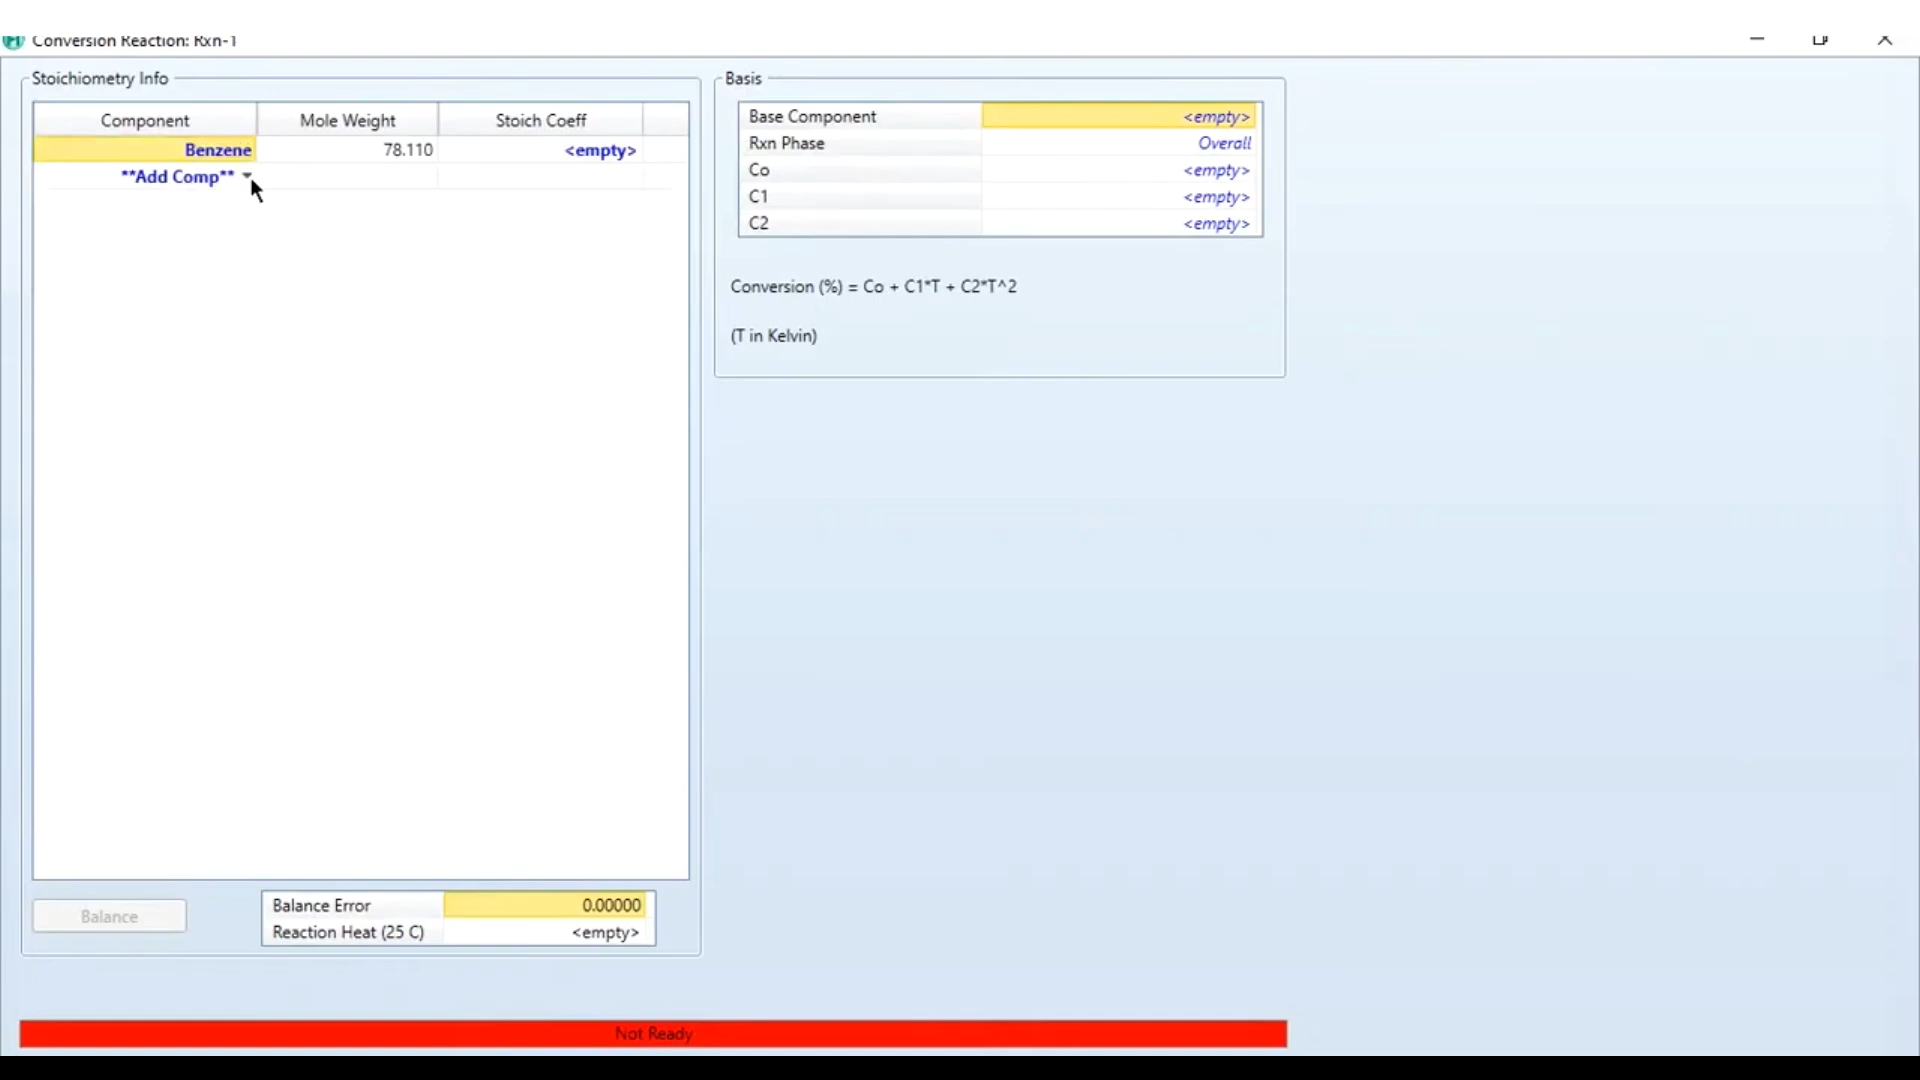 Conversion Reaction: Rxn-1
Stoichiometry Info
Component Mole Weight Stoich Coeff
Benzene 78.110 <empty>
**Add Comp**
Balance
Balance Error 0.00000
Reaction Heat (25 C) <empty>
Basis
Base Component <empty>
Rxn Phase Overall
Co <empty>
C1 <empty>
C2 <empty>
Conversion (%) = Co + C1*T + C2*T^2
(T in Kelvin)
Not Ready